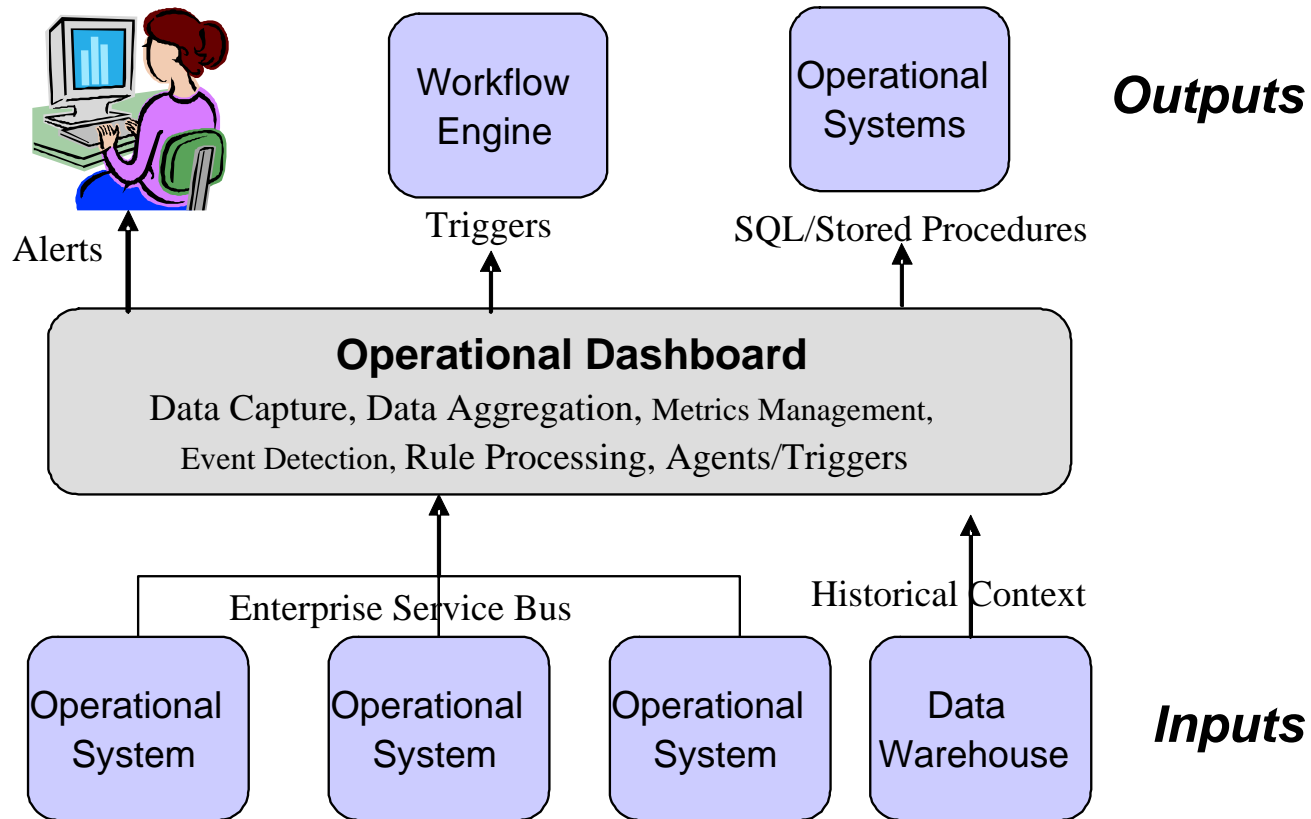 Workflow
Engine
Operational
Systems
Outputs
Alerts
Triggers
SQL/Stored Procedures
Operational Dashboard
Data Capture, Data Aggregation, Metrics Management,
Event Detection, Rule Processing, Agents/Triggers
Enterprise Service Bus
Historical Context
Operational
System
Operational
System
Operational
System
Data
Warehouse
Inputs